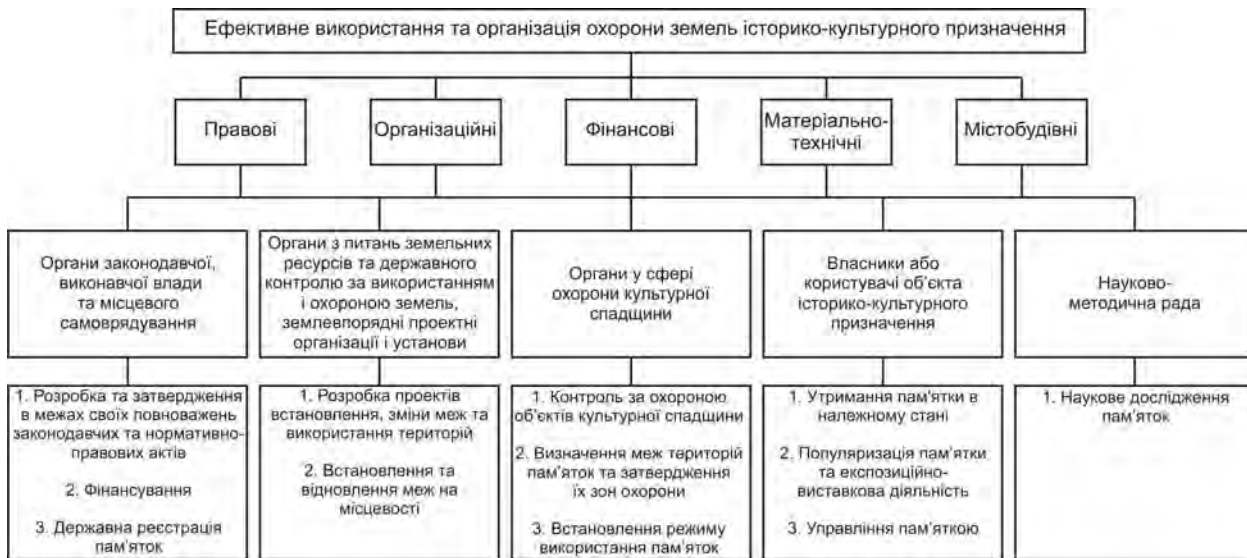 Ефективне використання та організація охорони земель історико-культурного призначення
Правові
Організаційні
Фінансові
Матеріально-
технічні
Містобудівні
Органи законодавчої,
виконавчої влади
та місцевого
самоврядування
Органи з питань земельних
ресурсів та державного
контролю за використанням
і охороною земель,
землевпорядні проектні
організації і установи
Органи у сфері
охорони культурної
спадщини
Власники або
користувачі об’єкта
історико-культурного
призначення
Науково-
методична рада
1. Розробка та затвердження
в межах своїх повноважень
законодавчих та нормативно-
правових актів
2. Фінансування
3. Державна реєстрація
пам’яток
1. Розробка проектів
встановлення, зміни меж та
використання територій
2. Встановлення та
відновлення меж на
місцевості
1. Контроль за охороною
об’єктів культурної спадщини
2. Визначення меж територій
пам’яток та затвердження
їх зон охорони
3. Встановлення режиму
використання пам’яток
1. Утримання пам’ятки в
належному стані
2. Популяризація пам’ятки
та експозиційно-
виставкова діяльність
3. Управління пам’яткою
1. Наукове дослідження
пам’яток